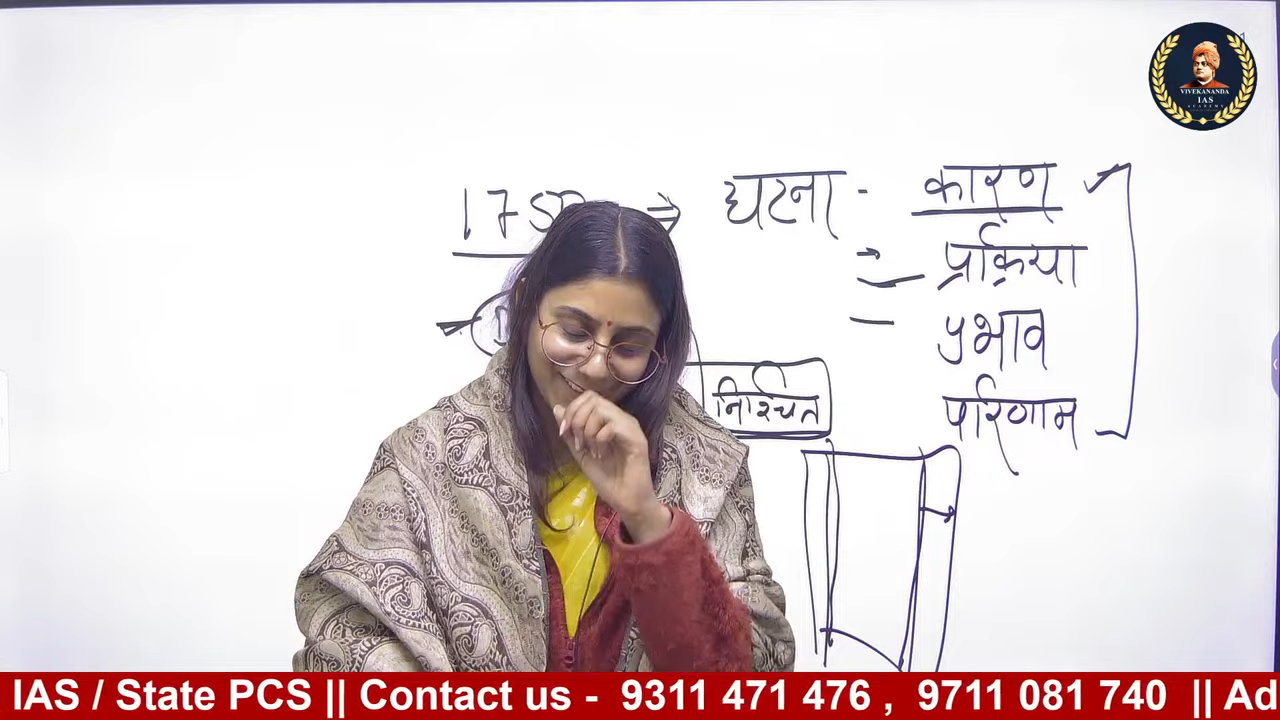 VIVEKANANDA
IAS
ACADEMY
175
⇒ घटना - कारण
→ प्रक्रिया
– प्रभाव
परिणाम
निश्चित
IAS / State PCS || Contact us - 9311 471 476 , 9711 081 740 || Ad